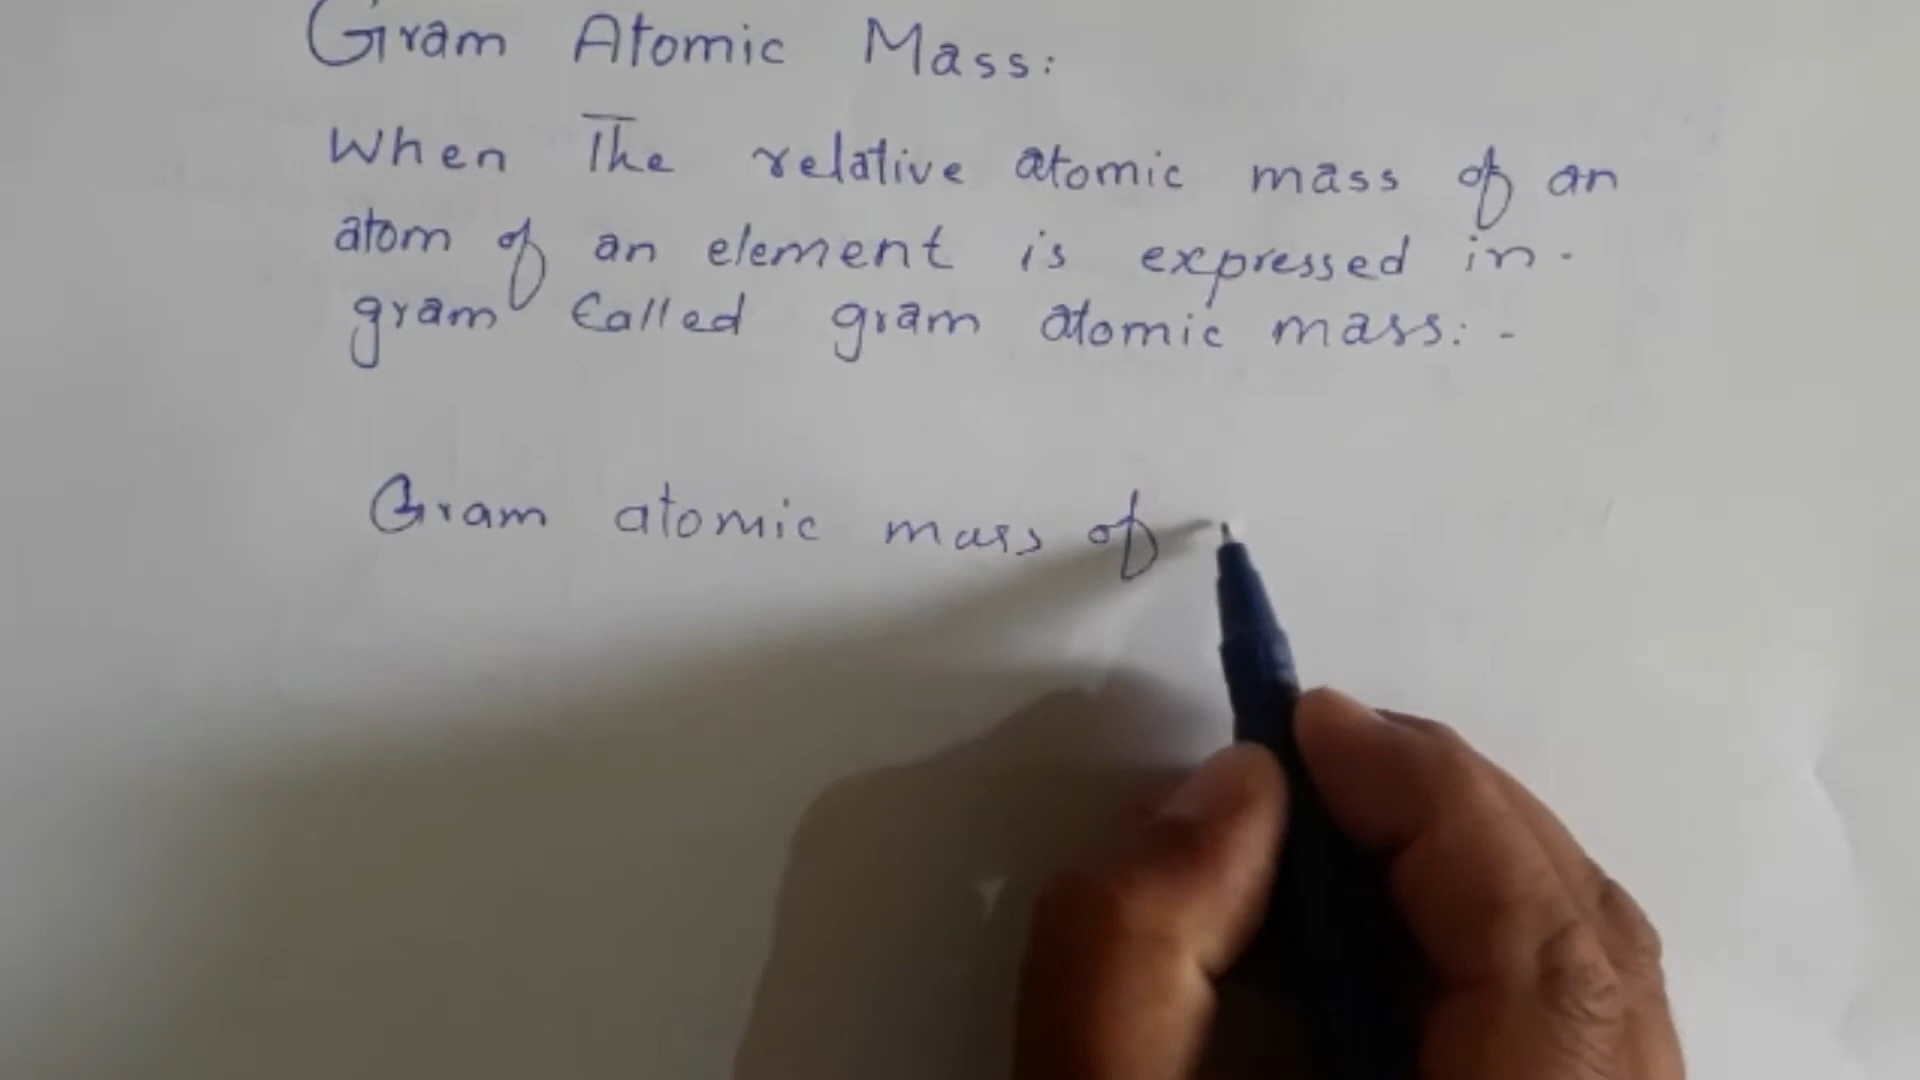 Gram Atomic Mass:
When The relative atomic mass of an
atom of an element is expressed in.
gram Called gram atomic mass: -
Gram atomic mass of